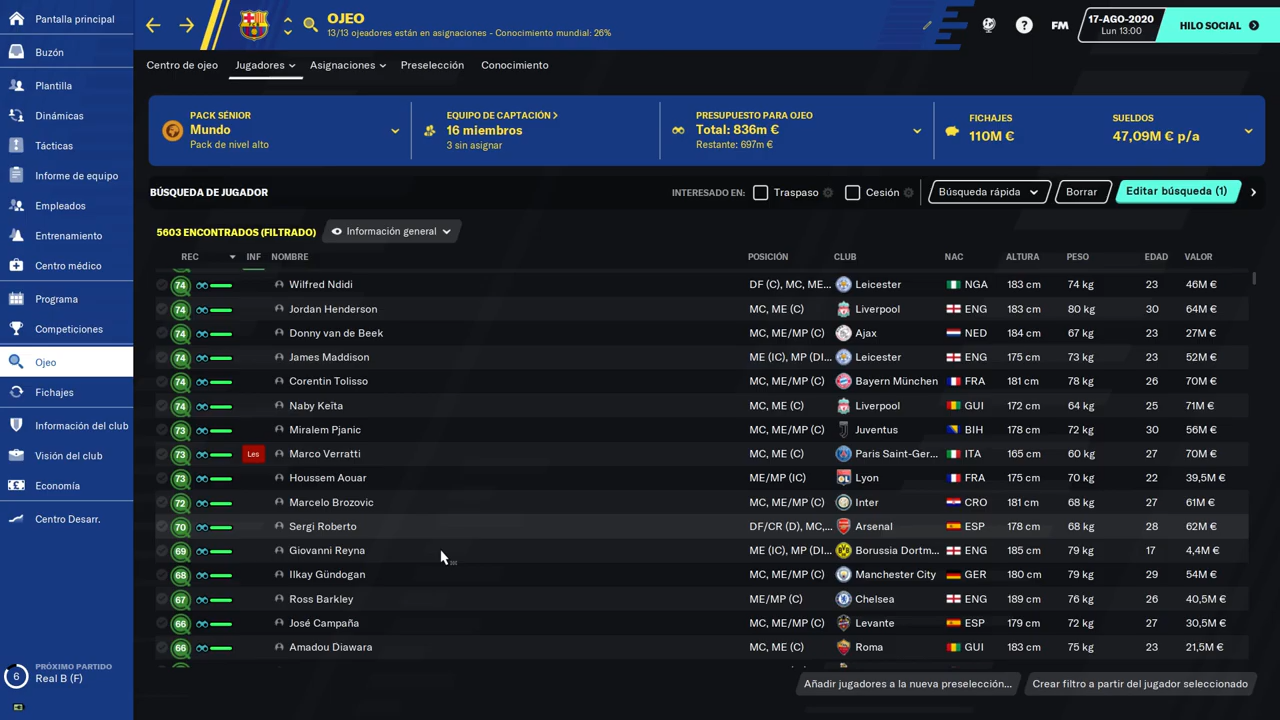 Pantalla principal
Buzón
Plantilla
Dinámicas
Tácticas
Informe de equipo
Empleados
Entrenamiento
Centro médico
Programa
Competiciones
Ojeo
Fichajes
Información del club
Visión del club
Economía
Centro Desarr.
6 PRÓXIMO PARTIDO
Real B (F)
OJEO
13/13 ojeadores están en asignaciones - Conocimiento mundial: 26%
? FM 17-AGO-2020 Lun 13:00 HILO SOCIAL
Centro de ojeo Jugadores Asignaciones Preselección Conocimiento
PACK SÉNIOR
Mundo
Pack de nivel alto
EQUIPO DE CAPTACIÓN >
16 miembros
3 sin asignar
PRESUPUESTO PARA OJEO
Total: 836m €
Restante: 697m €
FICHAJES
110M €
SUELDOS
47,09M € p/a
BÚSQUEDA DE JUGADOR INTERESADO EN: Traspaso Cesión Búsqueda rápida Borrar Editar búsqueda (1)
5603 ENCONTRADOS (FILTRADO) Información general
REC INF NOMBRE POSICIÓN CLUB NAC ALTURA PESO EDAD VALOR
74 Wilfred Ndidi DF (C), MC, ME... Leicester NGA 183 cm 74 kg 23 46M €
74 Jordan Henderson MC, ME (C) Liverpool ENG 183 cm 80 kg 30 64M €
74 Donny van de Beek MC, ME/MP (C) Ajax NED 184 cm 67 kg 23 27M €
74 James Maddison ME (IC), MP (DI... Leicester ENG 175 cm 73 kg 23 52M €
74 Corentin Tolisso MC, ME/MP (C) Bayern München FRA 181 cm 78 kg 26 70M €
74 Naby Keïta MC, ME (C) Liverpool GUI 172 cm 64 kg 25 71M €
73 Miralem Pjanic MC, ME/MP (C) Juventus BIH 178 cm 72 kg 30 56M €
73 Les Marco Verratti MC, ME (C) Paris Saint-Ger... ITA 165 cm 60 kg 27 70M €
73 Houssem Aouar ME/MP (IC) Lyon FRA 175 cm 70 kg 22 39,5M €
72 Marcelo Brozovic MC, ME/MP (C) Inter CRO 181 cm 68 kg 27 61M €
70 Sergi Roberto DF/CR (D), MC,... Arsenal ESP 178 cm 68 kg 28 62M €
69 Giovanni Reyna ME (IC), MP (DI... Borussia Dortm... ENG 185 cm 79 kg 17 4,4M €
68 Ilkay Gündogan MC, ME/MP (C) Manchester City GER 180 cm 79 kg 29 54M €
67 Ross Barkley ME/MP (C) Chelsea ENG 189 cm 76 kg 26 40,5M €
66 José Campaña MC, ME/MP (C) Levante ESP 179 cm 72 kg 27 30,5M €
66 Amadou Diawara MC, ME (C) Roma GUI 183 cm 75 kg 23 21,5M €
Añadir jugadores a la nueva preselección... Crear filtro a partir del jugador seleccionado